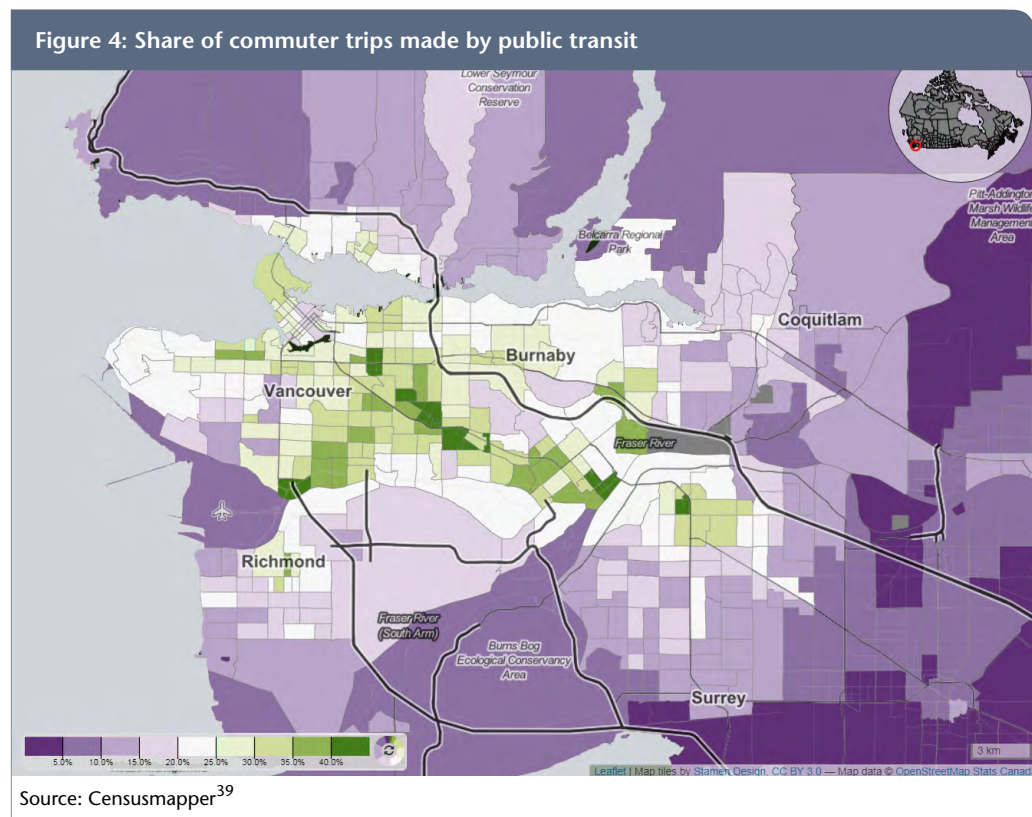 Figure 4: Share of commuter trips made by public transit
Lower Seymour
Conservation
Reserve
Pitt-Addington
Marsh Wildlife
Management
Area
Belcarra Regional
Park
Coquitlam
Burnaby
Vancouver
Fraser River
Richmond
Fraser River
(South Arm)
Burns Bog
Ecological Conservancy
Area
Surrey
5.0% 10.0% 15.0% 20.0% 25.0% 30.0% 35.0% 40.0%
3 km
Leaflet | Map tiles by Stamen Design, CC BY 3.0 — Map data © OpenStreetMap Stats Canad
Source: Censusmapper39